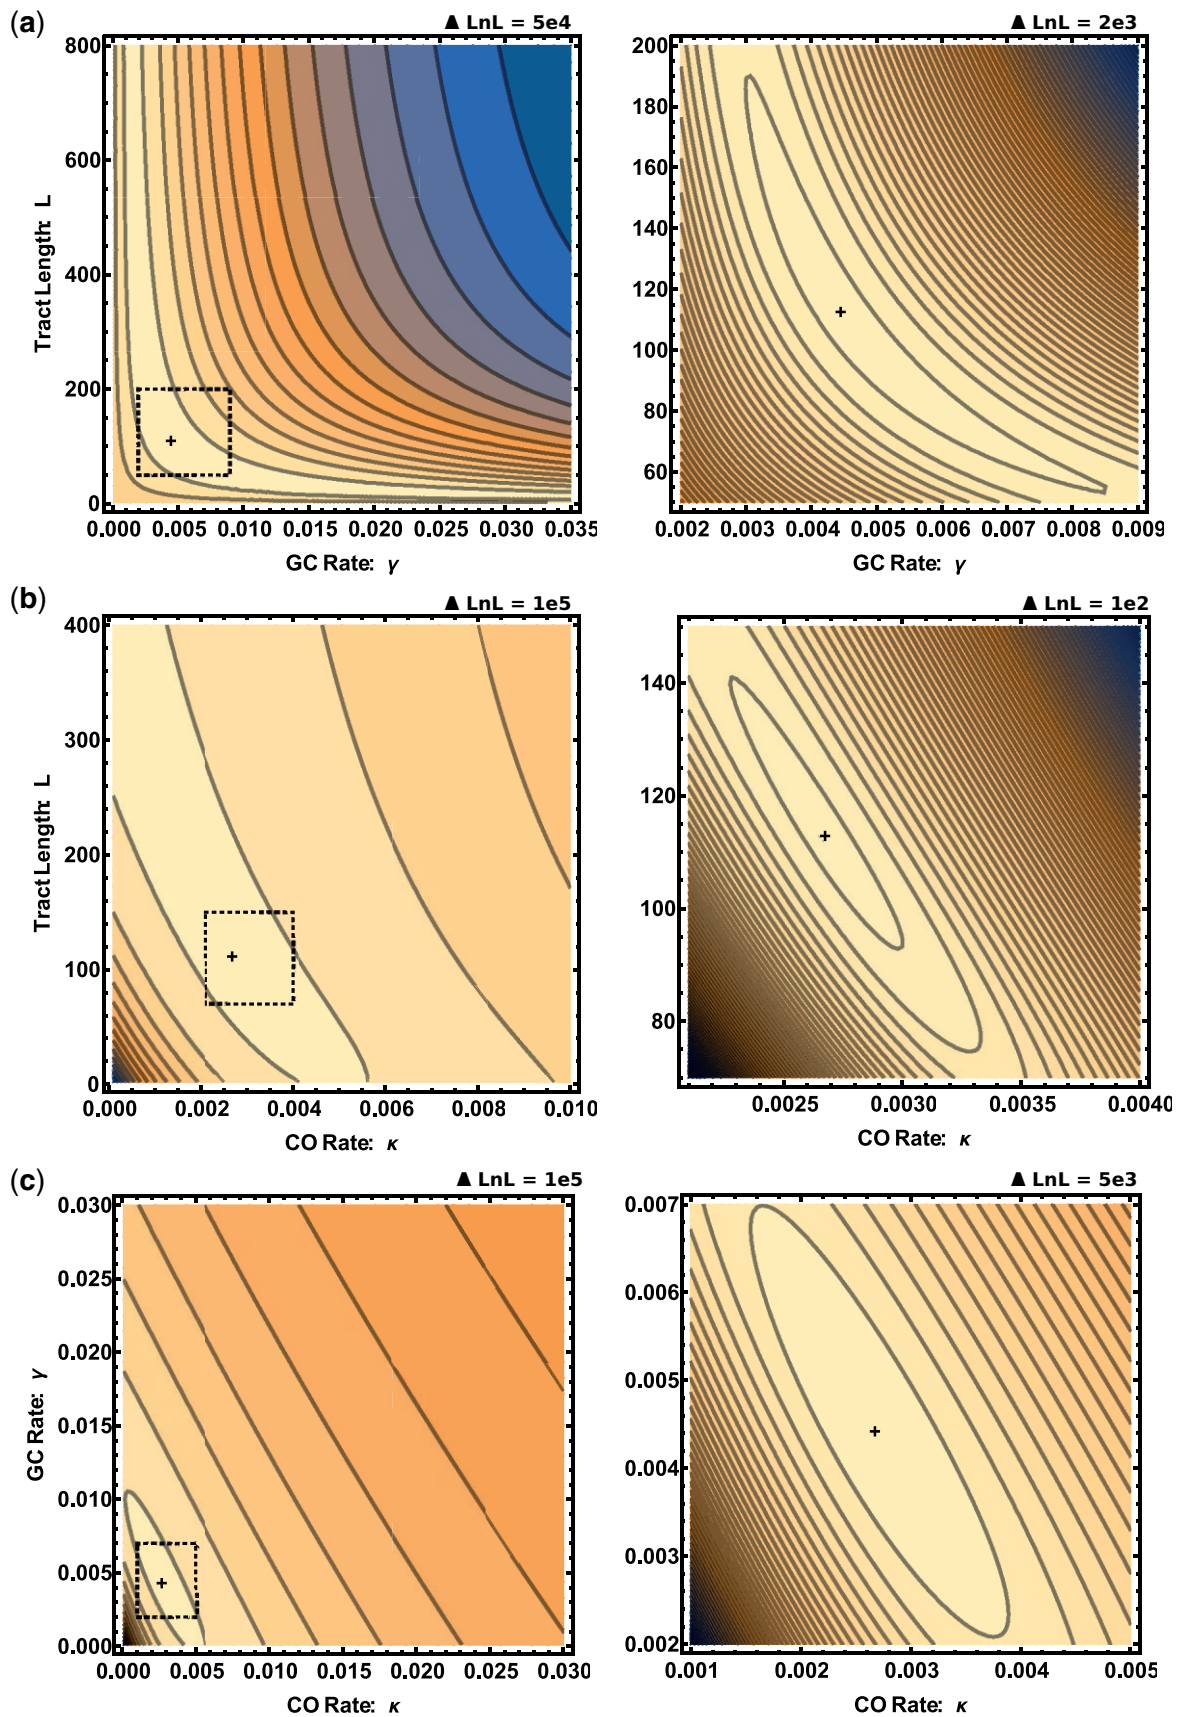 (a)
▲ LnL = 5e4
▲ LnL = 2e3
Tract Length: L
800
600
400
200
0
0.000 0.005 0.010 0.015 0.020 0.025 0.030 0.035
GC Rate: γ
200
180
160
140
120
100
80
60
0.002 0.003 0.004 0.005 0.006 0.007 0.008 0.009
GC Rate: γ
(b)
▲ LnL = 1e5
▲ LnL = 1e2
Tract Length: L
400
300
200
100
0
0.000 0.002 0.004 0.006 0.008 0.010
CO Rate: κ
140
120
100
80
0.0025 0.0030 0.0035 0.0040
CO Rate: κ
(c)
▲ LnL = 1e5
▲ LnL = 5e3
GC Rate: γ
0.030
0.025
0.020
0.015
0.010
0.005
0.000
0.000 0.005 0.010 0.015 0.020 0.025 0.030
CO Rate: κ
0.007
0.006
0.005
0.004
0.003
0.002
0.001 0.002 0.003 0.004 0.005
CO Rate: κ